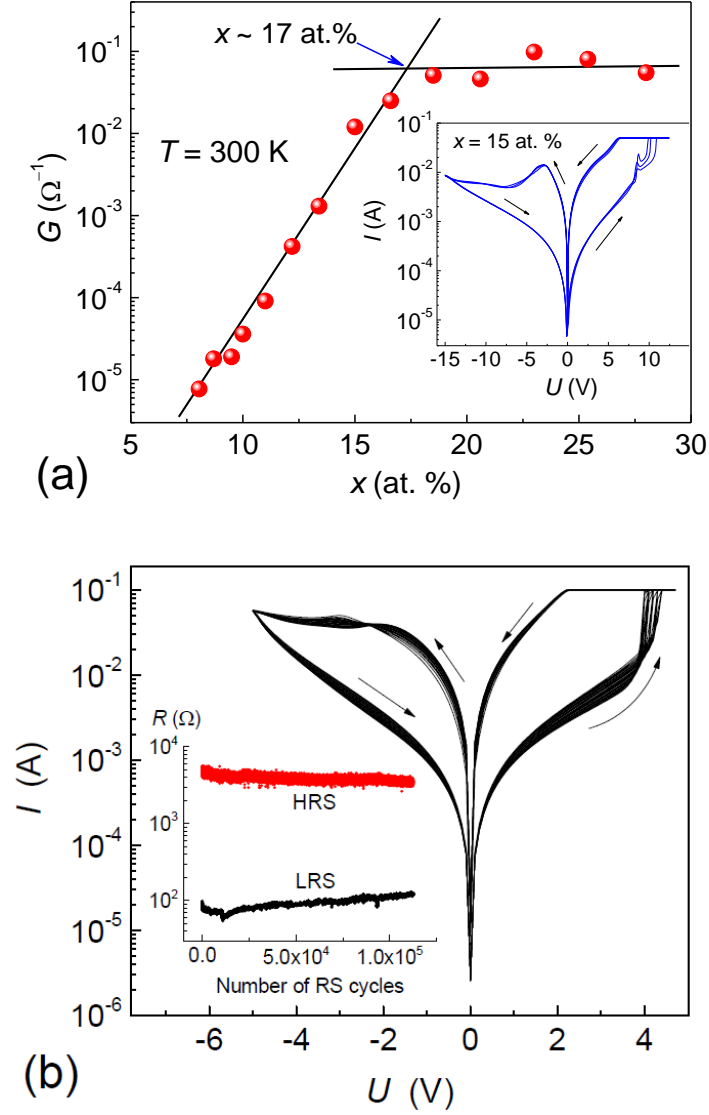 10⁰
x ~ 17 at.%
10⁻¹
10⁻²
10⁻³
10⁻⁴
10⁻⁵
G (Ω⁻¹)
T = 300 K
10⁻¹
x = 15 at. %
10⁻²
10⁻³
10⁻⁴
10⁻⁵
I (A)
-15 -10 -5 0 5 10
U (V)
5 10 15 20 25 30
(a)
x (at. %)
10⁻¹
10⁻²
10⁻³
10⁻⁴
10⁻⁵
10⁻⁶
I (A)
R (Ω)
10⁴
HRS
LRS
10²
0.0 5.0x10⁴ 1.0x10⁵
Number of RS cycles
-6 -4 -2 0 2 4
(b)
U (V)